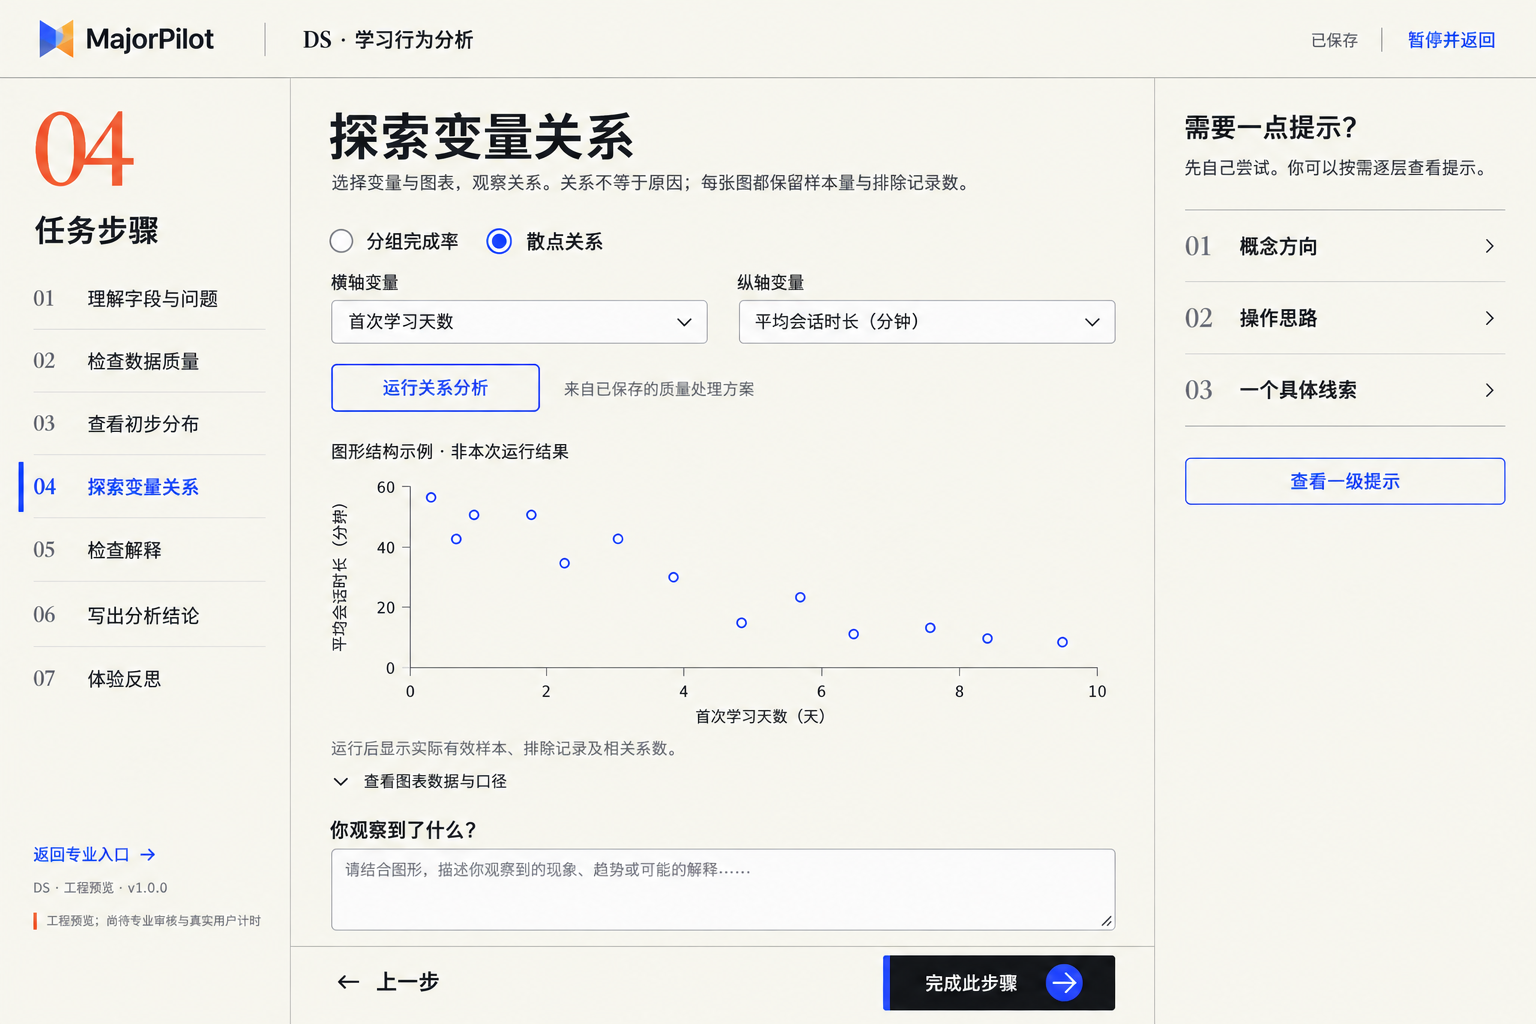 MajorPilot
DS · 学习行为分析
已保存
暂停并返回
04
任务步骤
01 理解字段与问题
02 检查数据质量
03 查看初步分布
04 探索变量关系
05 检查解释
06 写出分析结论
07 体验反思
返回专业入口 →
DS · 工程预览 · v1.0.0
工程预览；尚待专业审核与真实用户计时
探索变量关系
选择变量与图表，观察关系。关系不等于原因；每张图都保留样本量与排除记录数。
分组完成率 散点关系
横轴变量 纵轴变量
首次学习天数 平均会话时长（分钟）
运行关系分析 来自已保存的质量处理方案
图形结构示例 · 非本次运行结果
平均会话时长（分钟）
60
40
20
0
0 2 4 6 8 10
首次学习天数（天）
运行后显示实际有效样本、排除记录及相关系数。
查看图表数据与口径
你观察到了什么？
请结合图形，描述你观察到的现象、趋势或可能的解释……
← 上一步
完成此步骤 →
需要一点提示？
先自己尝试。你可以按需逐层查看提示。
01 概念方向
02 操作思路
03 一个具体线索
查看一级提示